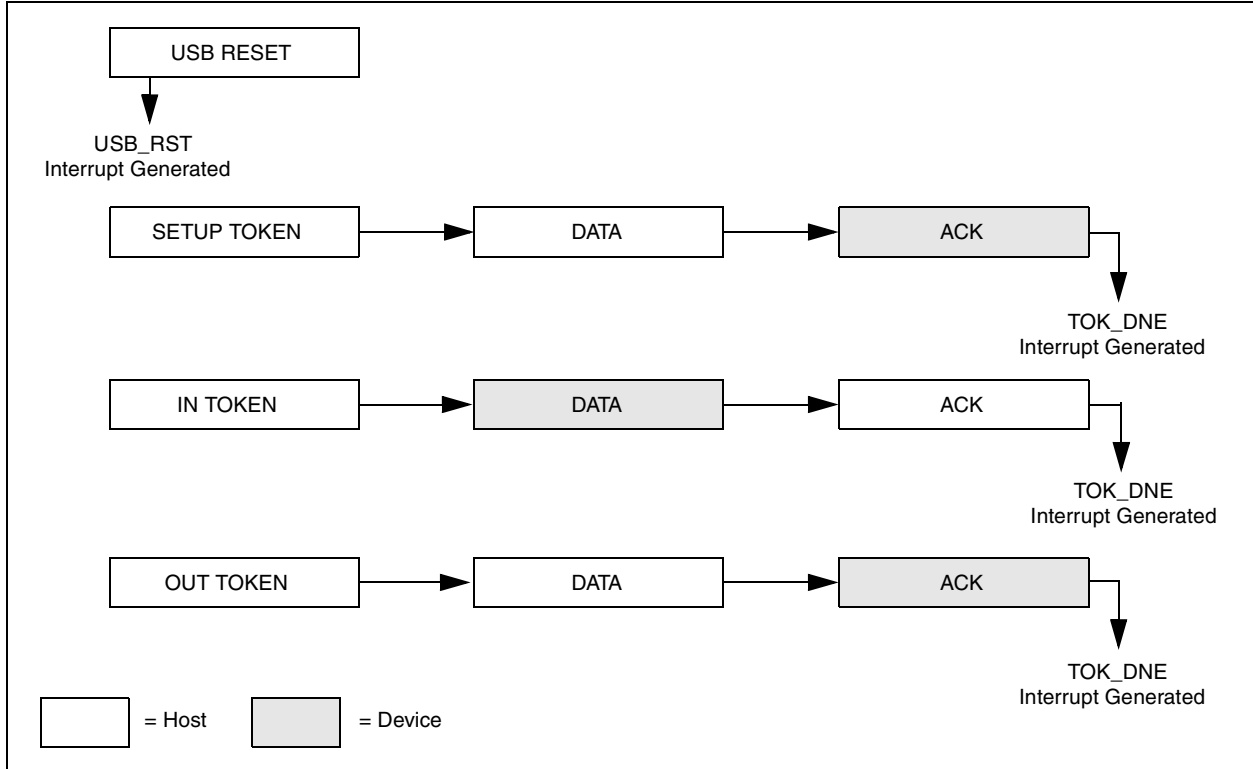 USB RESET
USB_RST
Interrupt Generated
SETUP TOKEN
DATA
ACK
TOK_DNE
Interrupt Generated
IN TOKEN
DATA
ACK
TOK_DNE
Interrupt Generated
OUT TOKEN
DATA
ACK
TOK_DNE
Interrupt Generated
= Host
= Device